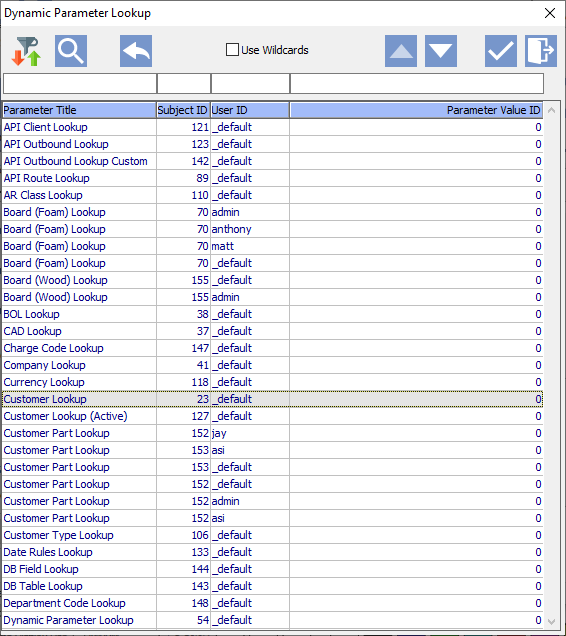 Dynamic Parameter Lookup
Use Wildcards
Parameter Title Subject ID User ID Parameter Value ID
API Client Lookup 121 _default 0
API Outbound Lookup 123 _default 0
API Outbound Lookup Custom 142 _default 0
API Route Lookup 89 _default 0
AR Class Lookup 110 _default 0
Board (Foam) Lookup 70 admin 0
Board (Foam) Lookup 70 anthony 0
Board (Foam) Lookup 70 matt 0
Board (Foam) Lookup 70 _default 0
Board (Wood) Lookup 155 _default 0
Board (Wood) Lookup 155 admin 0
BOL Lookup 38 _default 0
CAD Lookup 37 _default 0
Charge Code Lookup 147 _default 0
Company Lookup 41 _default 0
Currency Lookup 118 _default 0
Customer Lookup 23 _default 0
Customer Lookup (Active) 127 _default 0
Customer Part Lookup 152 jay 0
Customer Part Lookup 153 asi 0
Customer Part Lookup 153 _default 0
Customer Part Lookup 152 _default 0
Customer Part Lookup 152 admin 0
Customer Part Lookup 152 asi 0
Customer Type Lookup 106 _default 0
Date Rules Lookup 133 _default 0
DB Field Lookup 144 _default 0
DB Table Lookup 143 _default 0
Department Code Lookup 148 _default 0
Dynamic Parameter Lookup 54 _default 0